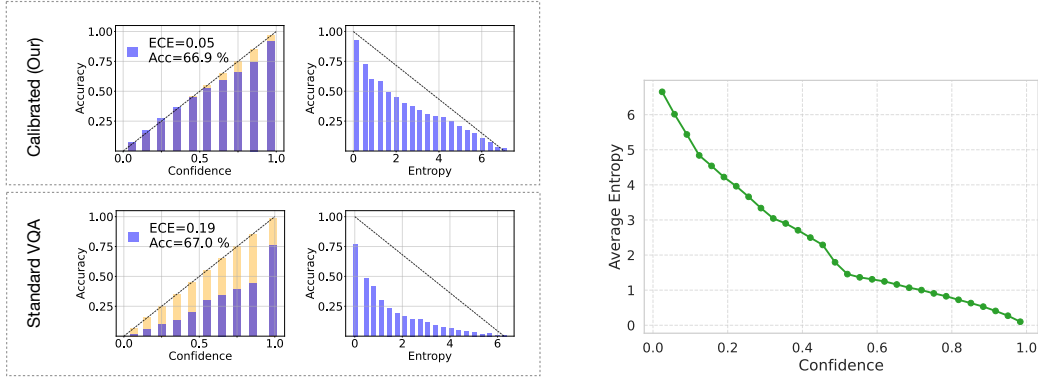 Calibrated (Our)
Accuracy
1.00
0.75
0.50
0.25
ECE=0.05
Acc=66.9 %
0.0
0.5
1.0
Confidence
Accuracy
1.00
0.75
0.50
0.25
0
2
4
6
Entropy
Standard VQA
Accuracy
1.00
0.75
0.50
0.25
ECE=0.19
Acc=67.0 %
0.0
0.5
1.0
Confidence
Accuracy
1.00
0.75
0.50
0.25
0
2
4
6
Entropy
Average Entropy
6
5
4
3
2
1
0
0.0
0.2
0.4
0.6
0.8
1.0
Confidence